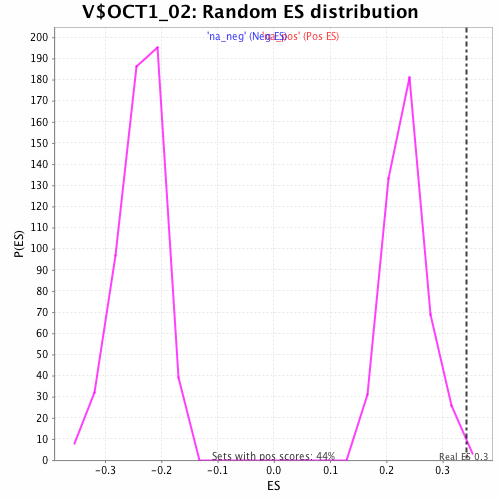 V$OCT1_02: Random ES distribution
'na_neg' (Neg ES)
'na_pos' (Pos ES)
P(ES)
200
190
180
170
160
150
140
130
120
110
100
90
80
70
60
50
40
30
20
10
0
Sets with pos scores: 44%
Real ES 0.3
-0.3 -0.2 -0.1 0.0 0.1 0.2 0.3
ES